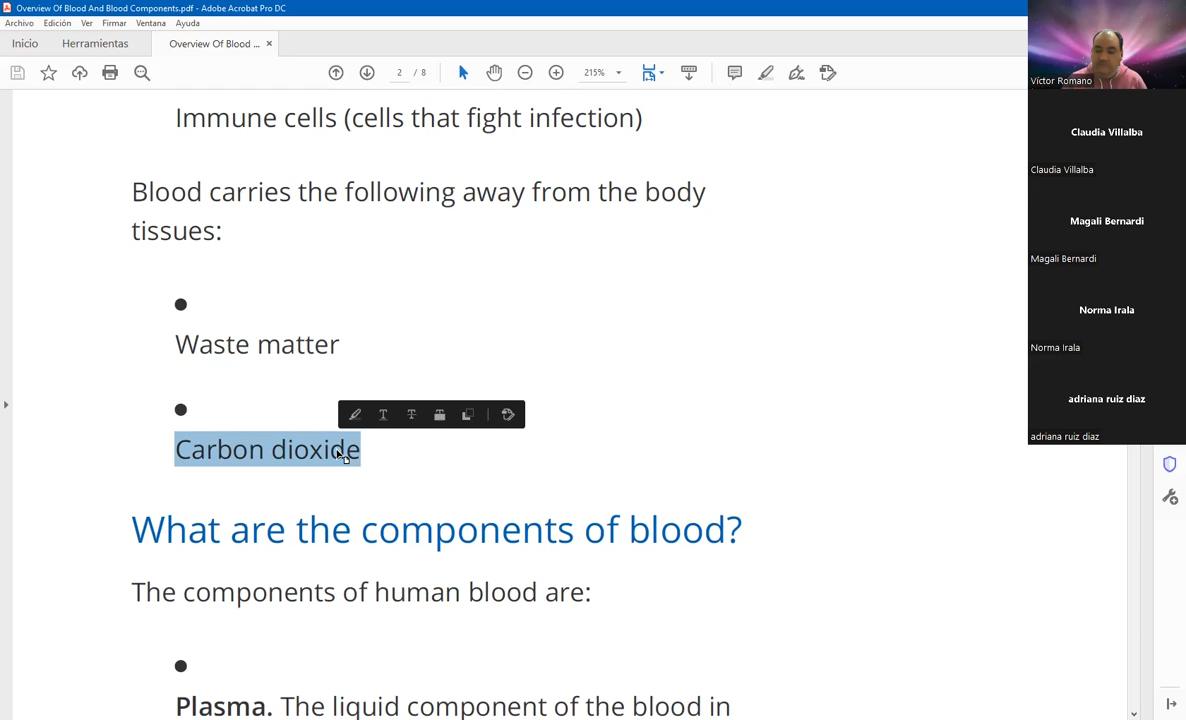 Overview Of Blood And Blood Components.pdf - Adobe Acrobat Pro DC
Archivo Edición Ver Firmar Ventana Ayuda
Inicio Herramientas Overview Of Blood ... ×
2 / 8 215%
Immune cells (cells that fight infection)
Blood carries the following away from the body
tissues:
Waste matter
Carbon dioxide
What are the components of blood?
The components of human blood are:
Plasma. The liquid component of the blood in
Víctor Romano
Claudia Villalba
Claudia Villalba
Magali Bernardi
Magali Bernardi
Norma Irala
Norma Irala
adriana ruiz diaz
adriana ruiz diaz